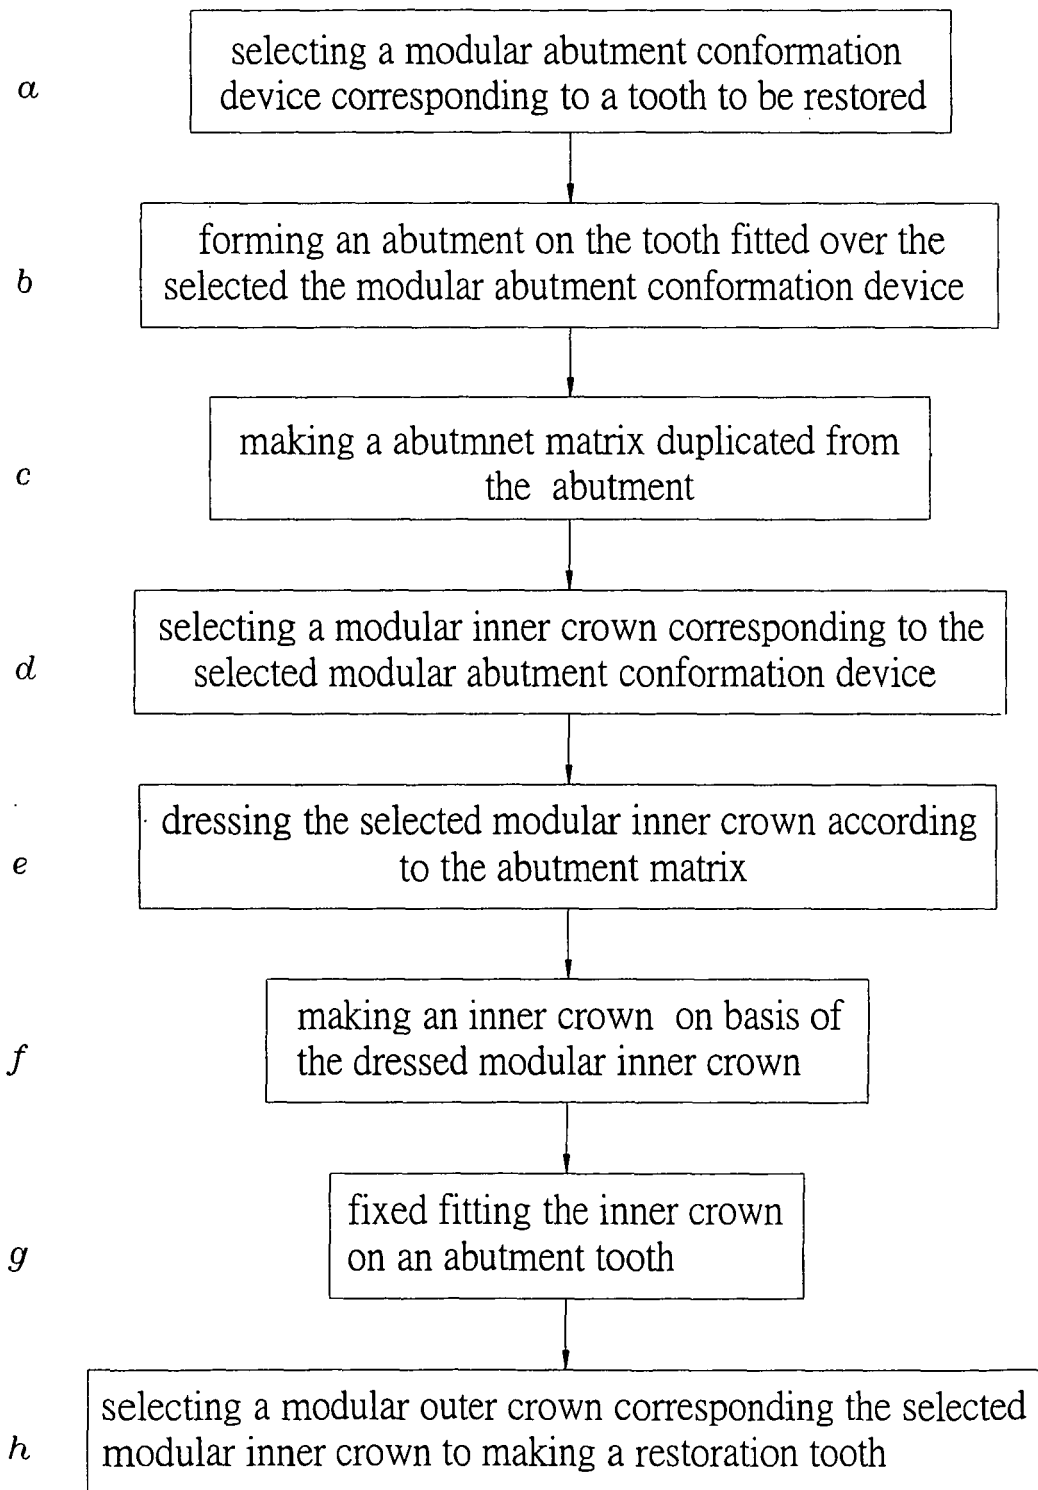 a
selecting a modular abutment conformation
device corresponding to a tooth to be restored
b
forming an abutment on the tooth fitted over the
selected the modular abutment conformation device
c
making a abutmnet matrix duplicated from
the abutment
d
selecting a modular inner crown corresponding to the
selected modular abutment conformation device
e
dressing the selected modular inner crown according
to the abutment matrix
f
making an inner crown on basis of
the dressed modular inner crown
g
fixed fitting the inner crown
on an abutment tooth
h
selecting a modular outer crown corresponding the selected
modular inner crown to making a restoration tooth